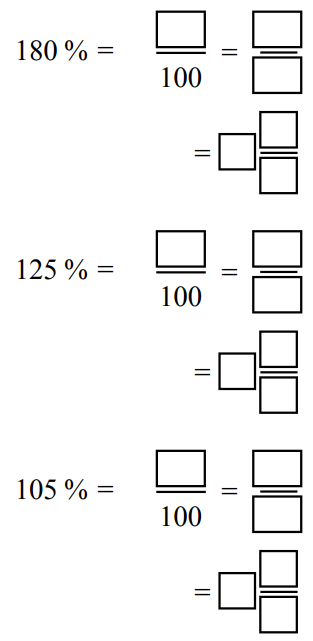 180 % = =
100
=
125 % = =
100
=
105 % = =
100
=